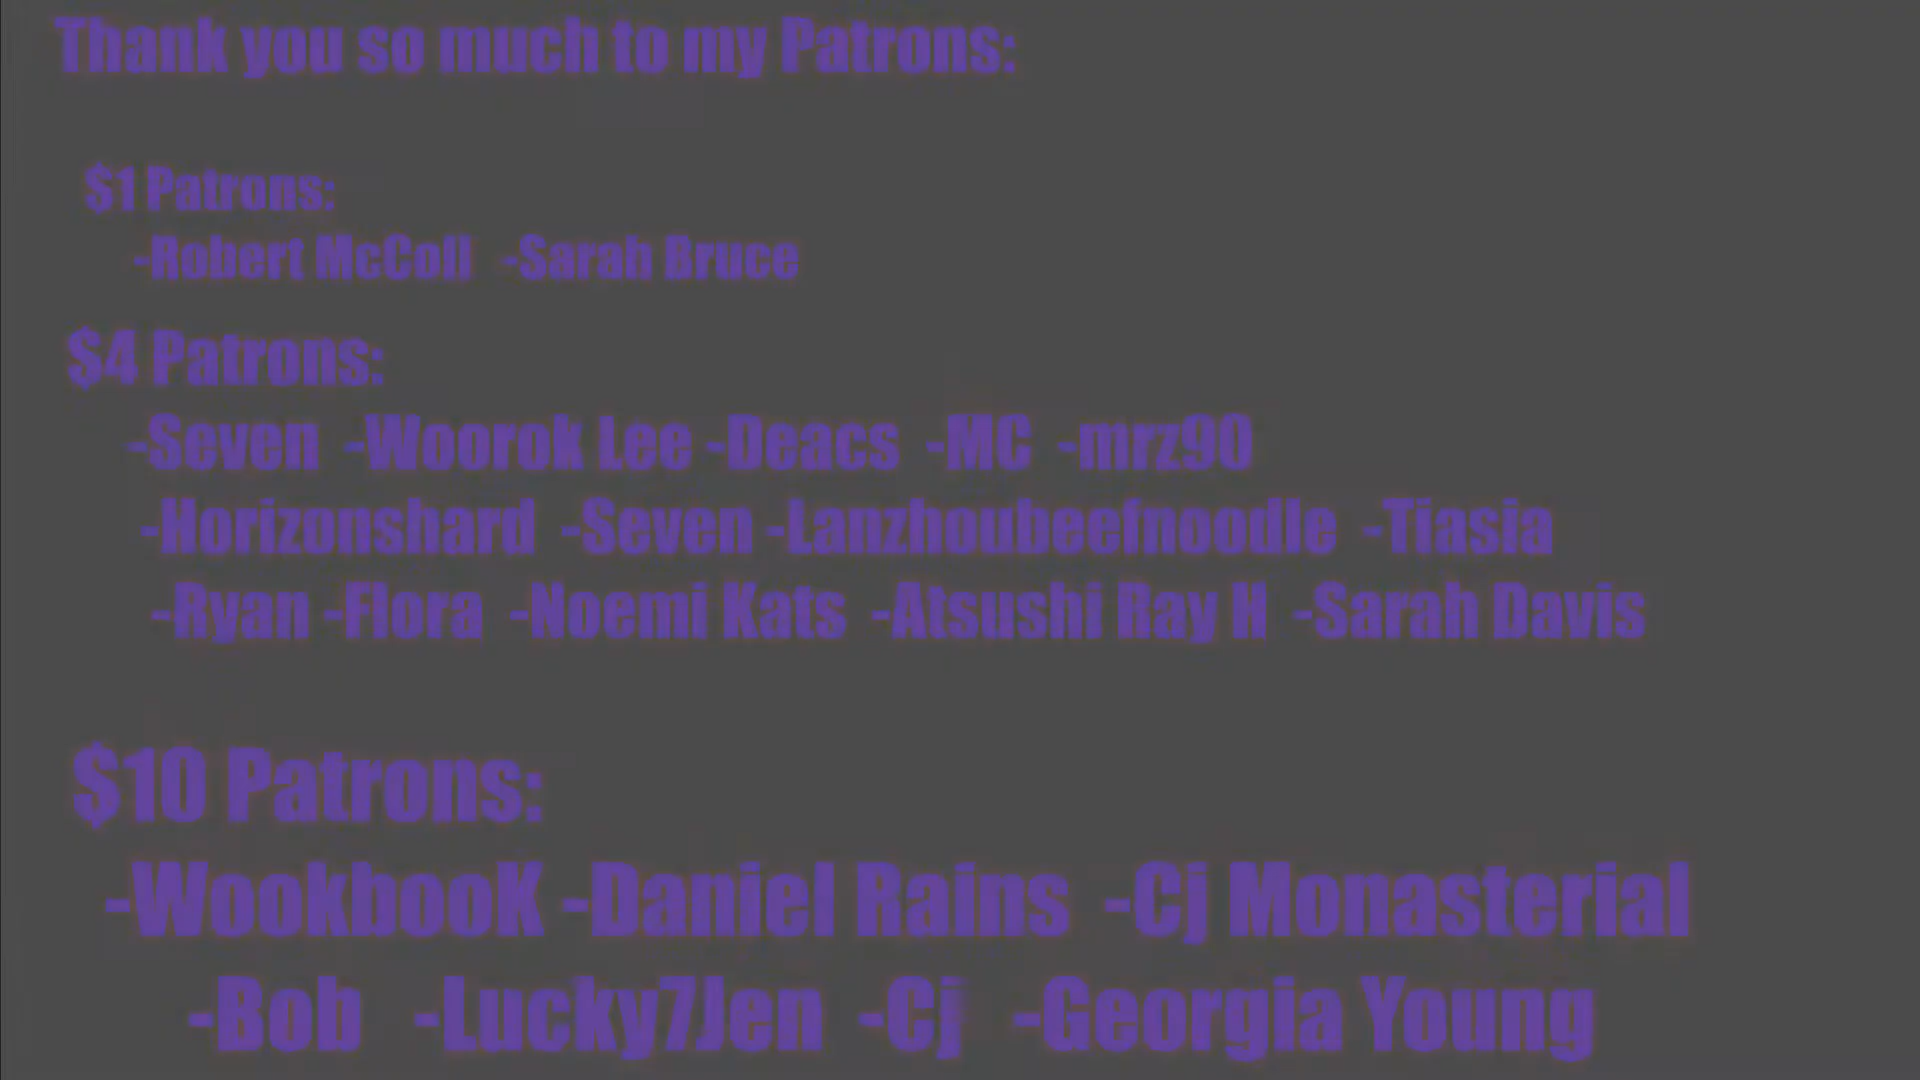 Thank you so much to my Patrons:
$1 Patrons:
-Robert McColl -Sarah Bruce
$4 Patrons:
-Seven -Woorok Lee -Deacs -MC -mrz90
-Horizonshard -Seven -Lanzhoubeefnoodle -Tiasia
-Ryan -Flora -Noemi Kats -Atsushi Ray H -Sarah Davis
$10 Patrons:
-WookbooK -Daniel Rains -Cj Monasterial
-Bob -Lucky7Jen -Cj -Georgia Young